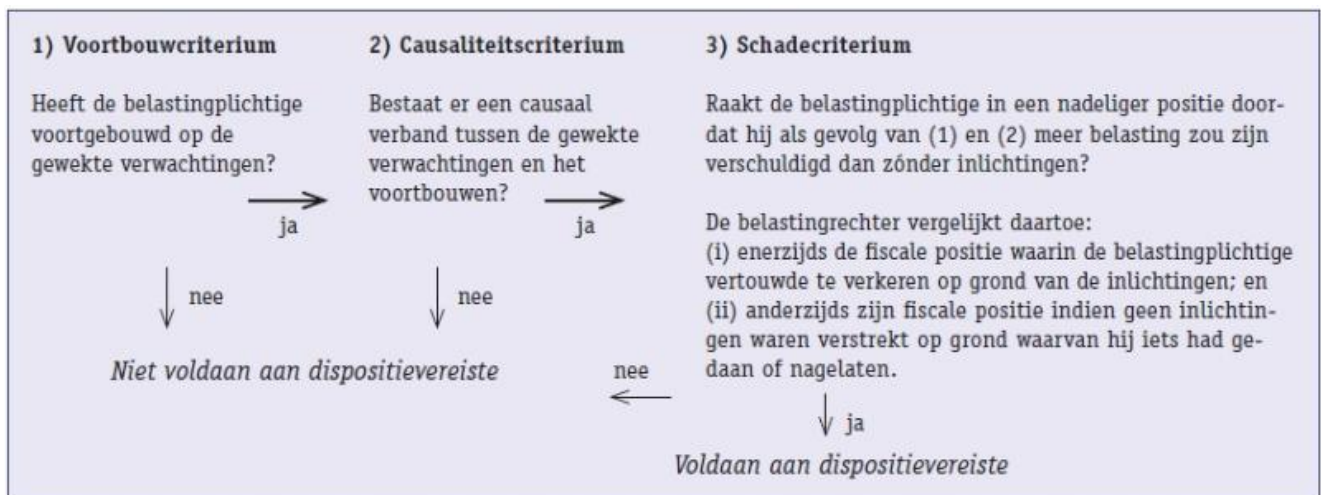 1) Voortbouwcriterium
Heeft de belastingplichtige
voortgebouwd op de
gewekte verwachtingen?
ja
nee
2) Causaliteitscriterium
Bestaat er een causaal
verband tussen de gewekte
verwachtingen en het
voortbouwen?
ja
nee
3) Schadecriterium
Raakt de belastingplichtige in een nadeliger positie door-
dat hij als gevolg van (1) en (2) meer belasting zou zijn
verschuldigd dan zónder inlichtingen?
De belastingrechter vergelijkt daartoe:
(i) enerzijds de fiscale positie waarin de belastingplichtige
vertouwde te verkeren op grond van de inlichtingen; en
(ii) anderzijds zijn fiscale positie indien geen inlichtin-
gen waren verstrekt op grond waarvan hij iets had ge-
daan of nagelaten.
nee
ja
Niet voldaan aan dispositievereiste
Voldaan aan dispositievereiste